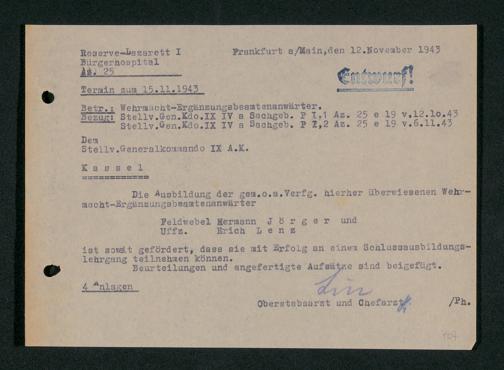 Reserve-Lazarett I
Frankfurt a/Main,den 12.November 1943
Bürgerhospital
Az. 25
Entwurf!
Termin zum 15.11.1943
Betr.: Wehrmacht-Ergänzungsbeamtenanwärter.
Bezug: Stellv.Gen.Kdo.IX IV a Sachgeb. P I,1 Az. 25 e 19 v.12.10.43
Stellv.Gen.Kdo.IX IV a Sachgeb. P I,2 Az. 25 e 19 v.6.11.43
Dem
Stellv.Generalkommando IX A.K.
K a s s e l
Die Ausbildung der gem.o.a.Verfg. hierher überwiesenen Wehr-
macht-Ergänzungsbeamtenanwärter
Feldwebel Hermann J ö r g e r und
Uffz. Erich L e n z
ist soweit gefördert, dass sie mit Erfolg an einem Schlussausbildungs-
lehrgang teilnehmen können.
Beurteilungen und angefertigte Aufsätze sind beigefügt.
4 Anlagen
Oberstabsarzt und Chefarzt
/Ph.